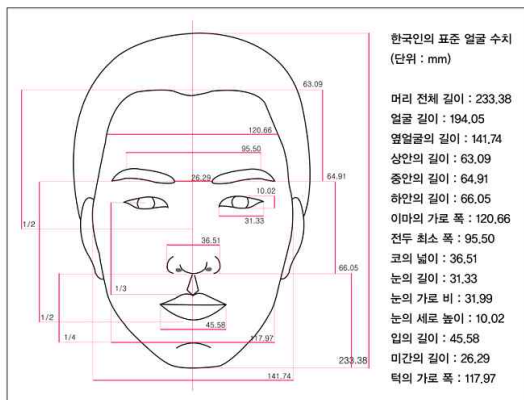 한국인의 표준 얼굴 수치
(단위 : mm)
머리 전체 길이 : 233.38
얼굴 길이 : 194.05
옆얼굴의 길이 : 141.74
상안의 길이 : 63.09
중안의 길이 : 64.91
하안의 길이 : 66.05
이마의 가로 폭 : 120.66
전두 최소 폭 : 95.50
코의 넓이 : 36.51
눈의 길이 : 31.33
눈의 가로 비 : 31.99
눈의 세로 높이 : 10.02
입의 길이 : 45.58
미간의 길이 : 26.29
턱의 가로 폭 : 117.97
63.09
120.66
95.50
26.29
64.91
10.02
31.33
1/2
36.51
66.05
1/3
1/2
45.58
1/4
117.97
233.38
141.74